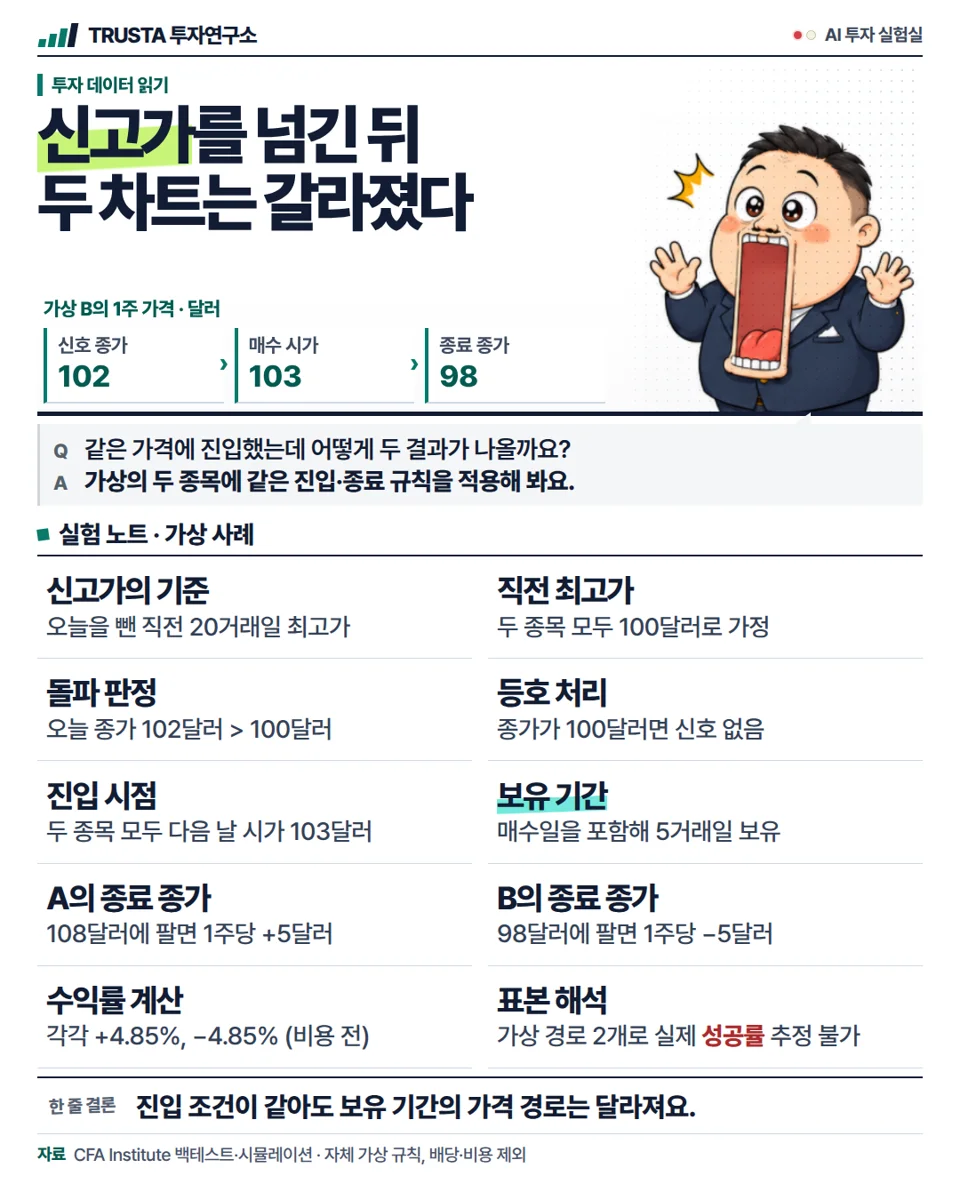 TRUSTA 투자연구소
AI 투자 실험실
투자 데이터 읽기
신고가를 넘긴 뒤
두 차트는 갈라졌다
가상 B의 1주 가격 · 달러
신호 종가
102
›
매수 시가
103
›
종료 종가
98
Q 같은 가격에 진입했는데 어떻게 두 결과가 나올까요?
A 가상의 두 종목에 같은 진입·종료 규칙을 적용해 봐요.
실험 노트 · 가상 사례
신고가의 기준
오늘을 뺀 직전 20거래일 최고가
직전 최고가
두 종목 모두 100달러로 가정
돌파 판정
오늘 종가 102달러 > 100달러
등호 처리
종가가 100달러면 신호 없음
진입 시점
두 종목 모두 다음 날 시가 103달러
보유 기간
매수일을 포함해 5거래일 보유
A의 종료 종가
108달러에 팔면 1주당 +5달러
B의 종료 종가
98달러에 팔면 1주당 −5달러
수익률 계산
각각 +4.85%, −4.85% (비용 전)
표본 해석
가상 경로 2개로 실제 성공률 추정 불가
한 줄 결론 진입 조건이 같아도 보유 기간의 가격 경로는 달라져요.
자료 CFA Institute 백테스트·시뮬레이션 · 자체 가상 규칙, 배당·비용 제외